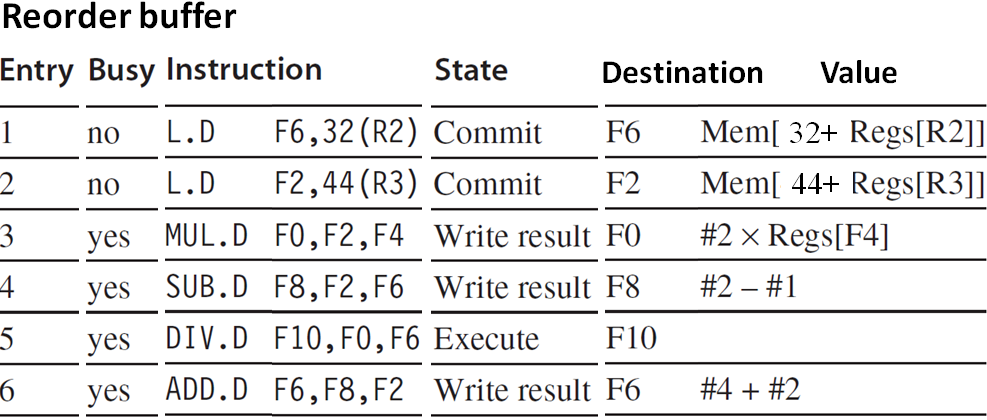 Reorder buffer
Entry Busy Instruction State Destination Value
1 no L.D F6,32(R2) Commit F6 Mem[ 32+ Regs[R2]]
2 no L.D F2,44(R3) Commit F2 Mem[ 44+ Regs[R3]]
3 yes MUL.D F0,F2,F4 Write result F0 #2 × Regs[F4]
4 yes SUB.D F8,F2,F6 Write result F8 #2 – #1
5 yes DIV.D F10,F0,F6 Execute F10
6 yes ADD.D F6,F8,F2 Write result F6 #4 + #2